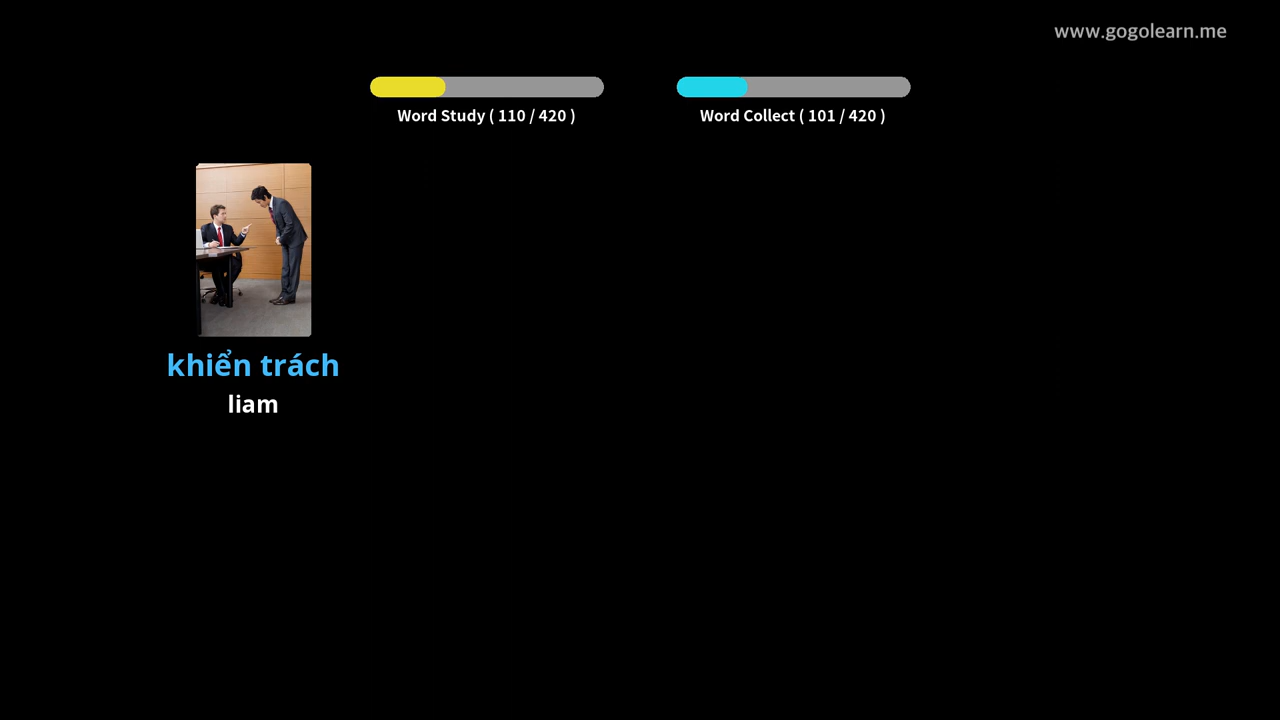 www.gogolearn.me
Word Study ( 110 / 420 )
Word Collect ( 101 / 420 )
khiển trách
liam